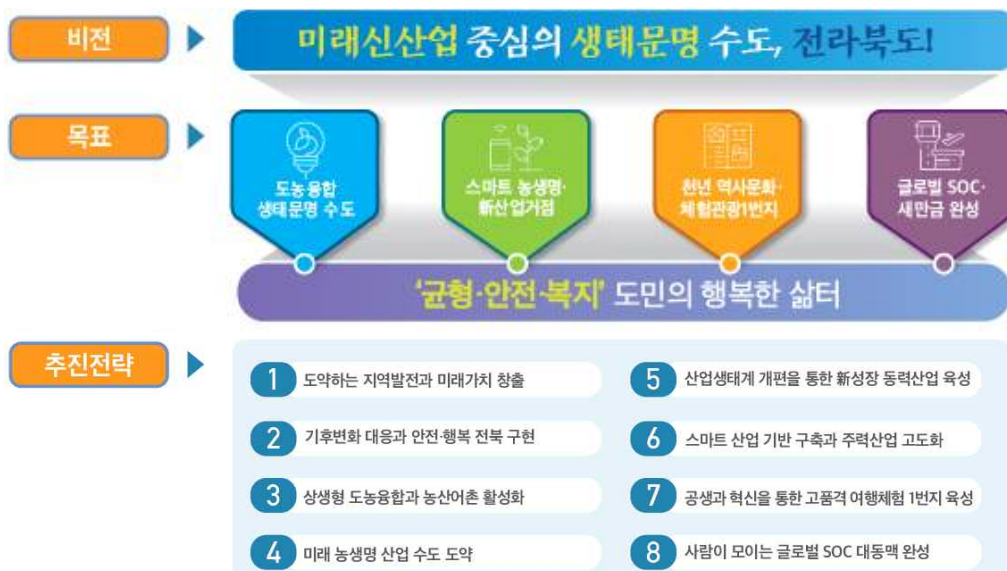 비전
미래신산업 중심의 생태문명 수도, 전라북도!
목표
도농융합
생태문명 수도
스마트 농생명·
新산업거점
천년 역사문화·
체험관광1번지
글로벌 SOC·
새만금 완성
'균형·안전·복지' 도민의 행복한 삶터
추진전략
1 도약하는 지역발전과 미래가치 창출
2 기후변화 대응과 안전·행복 전북 구현
3 상생형 도농융합과 농산어촌 활성화
4 미래 농생명 산업 수도 도약
5 산업생태계 개편을 통한 新성장 동력산업 육성
6 스마트 산업 기반 구축과 주력산업 고도화
7 공생과 혁신을 통한 고품격 여행체험 1번지 육성
8 사람이 모이는 글로벌 SOC 대동맥 완성